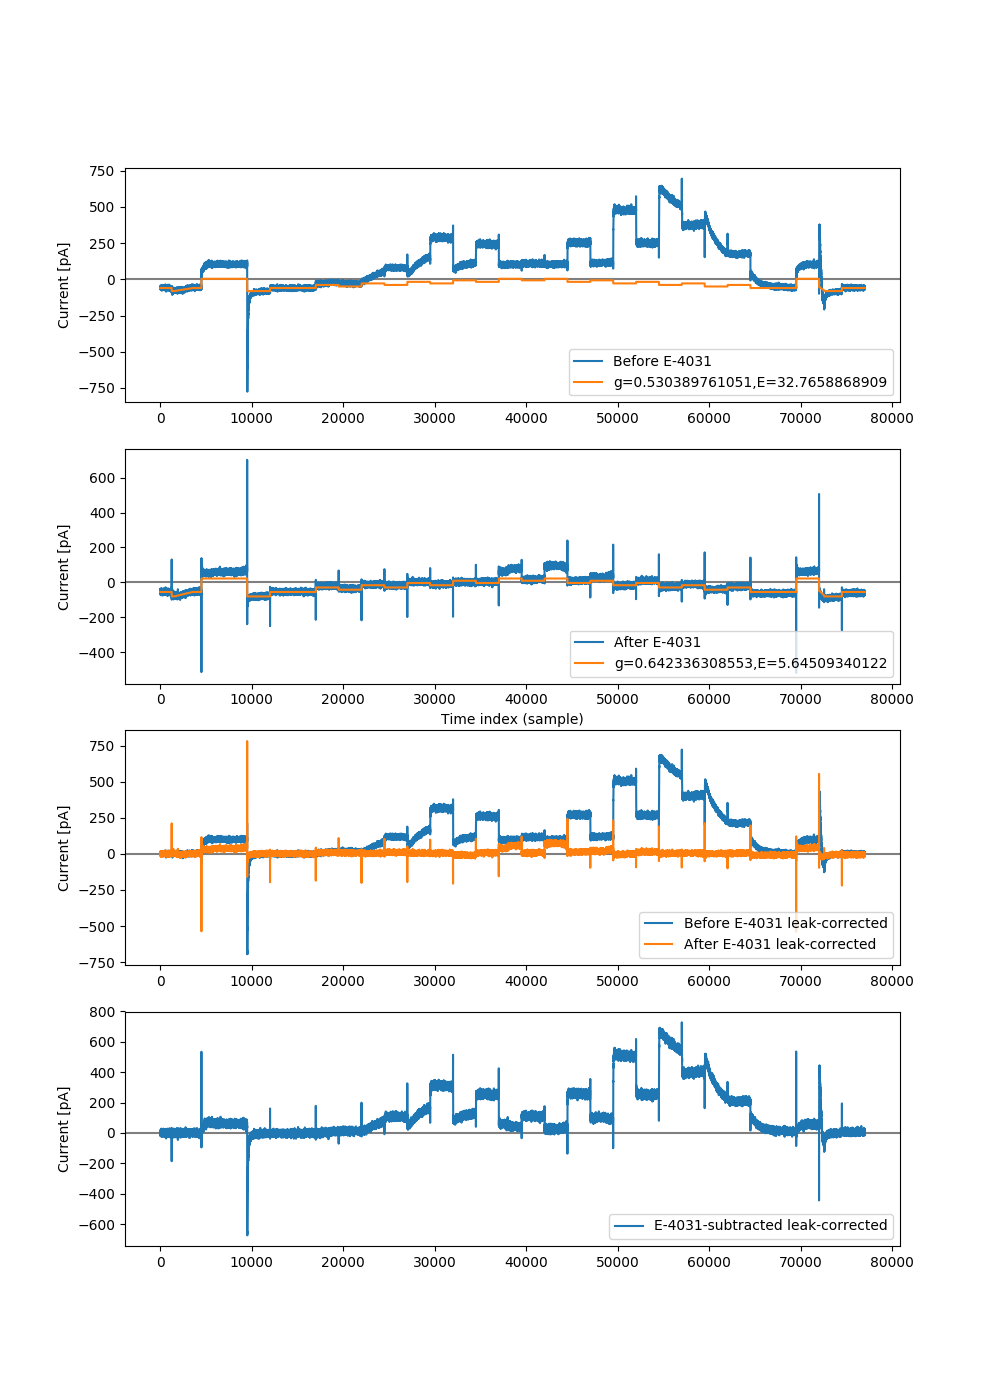 750
500
250
0
−250
−500
−750
Current [pA]
Before E-4031
g=0.530389761051,E=32.7658868909
0 10000 20000 30000 40000 50000 60000 70000 80000
600
400
200
0
−200
−400
Current [pA]
After E-4031
g=0.642336308553,E=5.64509340122
0 10000 20000 30000 40000 50000 60000 70000 80000
Time index (sample)
750
500
250
0
−250
−500
−750
Current [pA]
Before E-4031 leak-corrected
After E-4031 leak-corrected
0 10000 20000 30000 40000 50000 60000 70000 80000
800
600
400
200
0
−200
−400
−600
Current [pA]
E-4031-subtracted leak-corrected
0 10000 20000 30000 40000 50000 60000 70000 80000